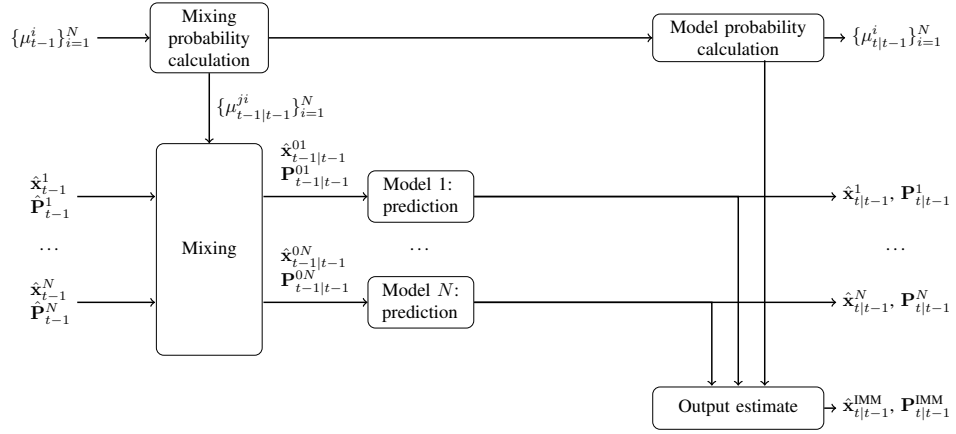 {μ^i_{t−1}}^N_{i=1}
Mixing
probability
calculation
Model probability
calculation
{μ^i_{t|t−1}}^N_{i=1}
{μ^{ji}_{t−1|t−1}}^N_{i=1}
x̂^1_{t−1}
P̂^1_{t−1}
x̂^{01}_{t−1|t−1}
P^{01}_{t−1|t−1}
Model 1:
prediction
x̂^1_{t|t−1}, P^1_{t|t−1}
...
Mixing
...
...
x̂^N_{t−1}
P̂^N_{t−1}
x̂^{0N}_{t−1|t−1}
P^{0N}_{t−1|t−1}
Model N:
prediction
x̂^N_{t|t−1}, P^N_{t|t−1}
Output estimate
x̂^{IMM}_{t|t−1}, P^{IMM}_{t|t−1}